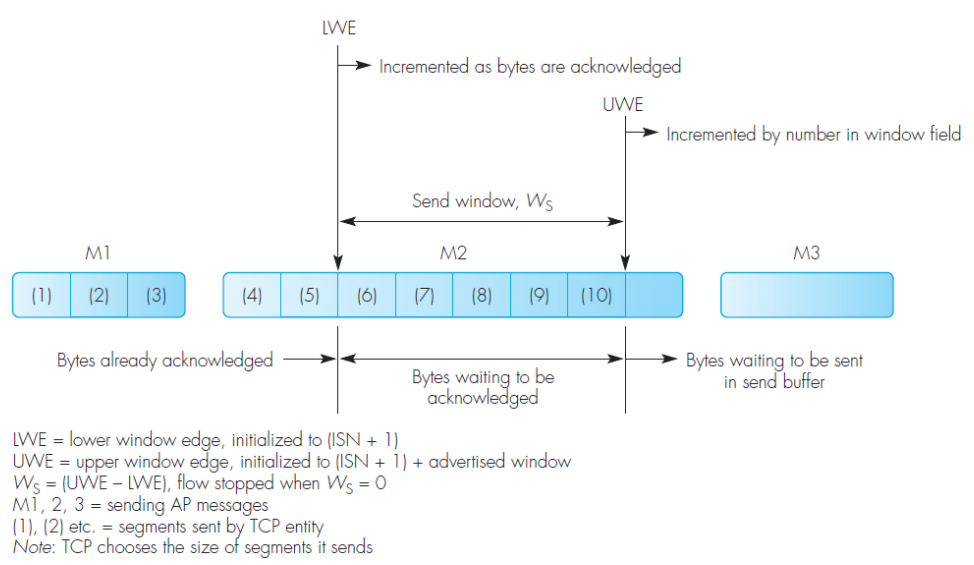 LWE
Incremented as bytes are acknowledged
UWE
Incremented by number in window field
Send window, WS
M1
M2
M3
(1) (2) (3) (4) (5) (6) (7) (8) (9) (10)
Bytes already acknowledged
Bytes waiting to be
acknowledged
Bytes waiting to be sent
in send buffer
LWE = lower window edge, initialized to (ISN + 1)
UWE = upper window edge, initialized to (ISN + 1) + advertised window
WS = (UWE – LWE), flow stopped when WS = 0
M1, 2, 3 = sending AP messages
(1), (2) etc. = segments sent by TCP entity
Note: TCP chooses the size of segments it sends